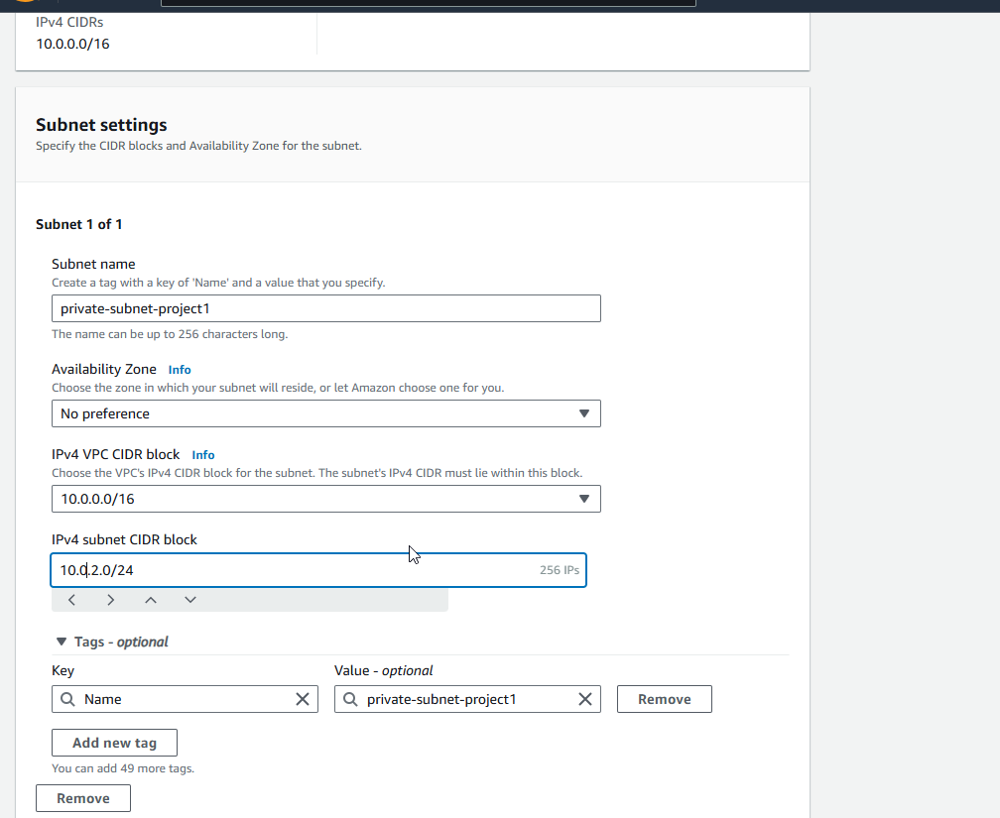 IPv4 CIDRs
10.0.0.0/16
Subnet settings
Specify the CIDR blocks and Availability Zone for the subnet.
Subnet 1 of 1
Subnet name
Create a tag with a key of 'Name' and a value that you specify.
private-subnet-project1
The name can be up to 256 characters long.
Availability Zone Info
Choose the zone in which your subnet will reside, or let Amazon choose one for you.
No preference
IPv4 VPC CIDR block Info
Choose the VPC's IPv4 CIDR block for the subnet. The subnet's IPv4 CIDR must lie within this block.
10.0.0.0/16
IPv4 subnet CIDR block
10.0.2.0/24 256 IPs
Tags - optional
Key Value - optional
Name private-subnet-project1 Remove
Add new tag
You can add 49 more tags.
Remove